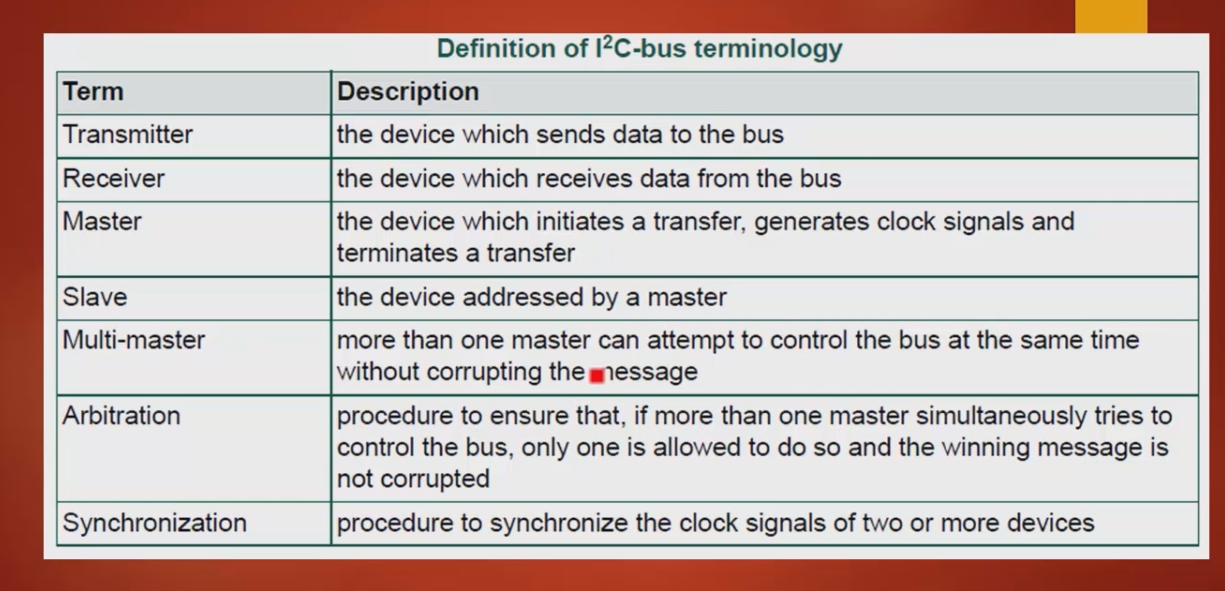 Definition of I²C-bus terminology
Term Description
Transmitter the device which sends data to the bus
Receiver the device which receives data from the bus
Master the device which initiates a transfer, generates clock signals and
terminates a transfer
Slave the device addressed by a master
Multi-master more than one master can attempt to control the bus at the same time
without corrupting the message
Arbitration procedure to ensure that, if more than one master simultaneously tries to
control the bus, only one is allowed to do so and the winning message is
not corrupted
Synchronization procedure to synchronize the clock signals of two or more devices